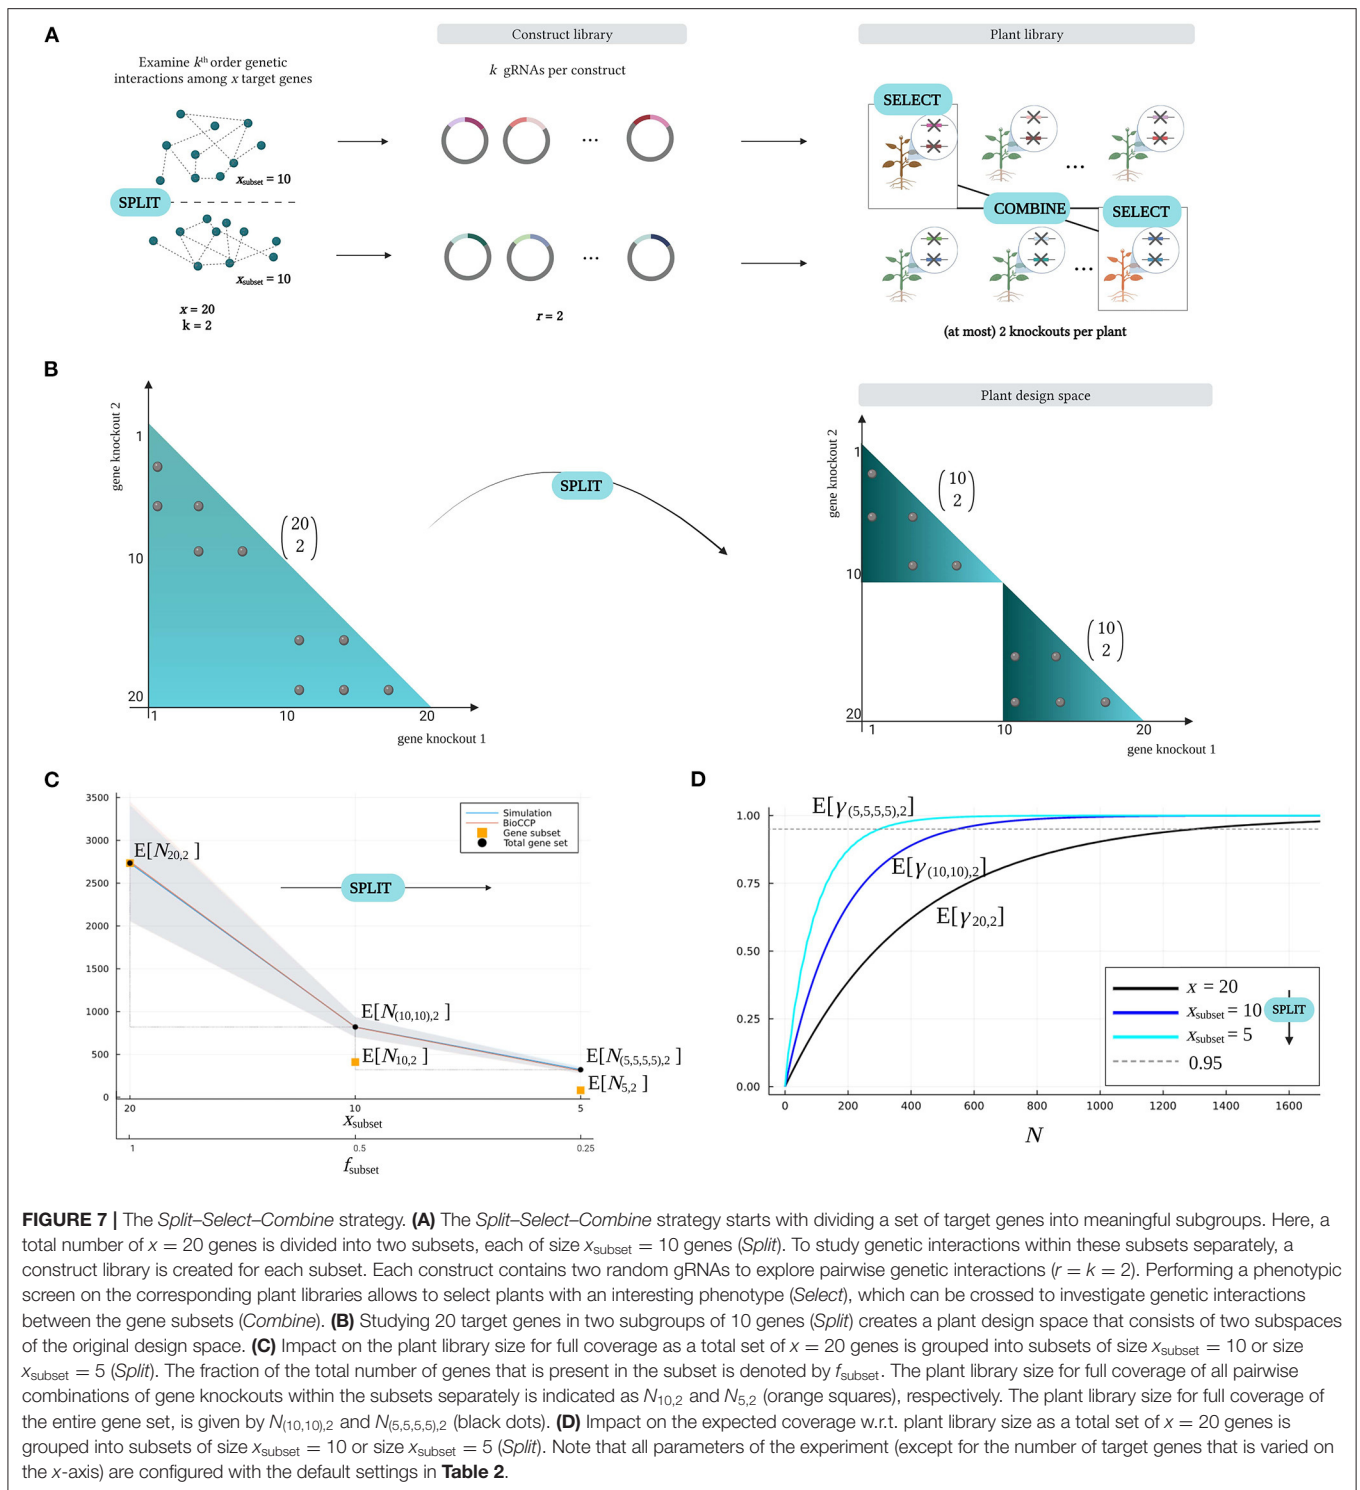 A
Construct library
Plant library
Examine kth order genetic
interactions among x target genes
k gRNAs per construct
SELECT
...
...
xsubset = 10
SPLIT
COMBINE
SELECT
...
...
xsubset = 10
x = 20
k = 2
r = 2
(at most) 2 knockouts per plant
B
Plant design space
gene knockout 2
1
10
20
(20
2)
SPLIT
1
10
20
gene knockout 1
gene knockout 2
1
10
20
(10
2)
(10
2)
1
10
20
gene knockout 1
C
3500
3000
2500
2000
1500
1000
500
0
Simulation
BioCCP
Gene subset
Total gene set
E[N20,2 ]
SPLIT
E[N(10,10),2 ]
E[N10,2 ]
E[N(5,5,5,5),2 ]
E[N5,2 ]
20
10
5
xsubset
1
0.5
0.25
fsubset
D
1.00
0.75
0.50
0.25
0.00
E[γ(5,5,5,5),2]
E[γ(10,10),2]
E[γ20,2]
x = 20
xsubset = 10
xsubset = 5
0.95
SPLIT
0
200
400
600
800
1000
1200
1400
1600
N
FIGURE 7 | The Split–Select–Combine strategy. (A) The Split–Select–Combine strategy starts with dividing a set of target genes into meaningful subgroups. Here, a
total number of x = 20 genes is divided into two subsets, each of size xsubset = 10 genes (Split). To study genetic interactions within these subsets separately, a
construct library is created for each subset. Each construct contains two random gRNAs to explore pairwise genetic interactions (r = k = 2). Performing a phenotypic
screen on the corresponding plant libraries allows to select plants with an interesting phenotype (Select), which can be crossed to investigate genetic interactions
between the gene subsets (Combine). (B) Studying 20 target genes in two subgroups of 10 genes (Split) creates a plant design space that consists of two subspaces
of the original design space. (C) Impact on the plant library size for full coverage as a total set of x = 20 genes is grouped into subsets of size xsubset = 10 or size
xsubset = 5 (Split). The fraction of the total number of genes that is present in the subset is denoted by fsubset. The plant library size for full coverage of all pairwise
combinations of gene knockouts within the subsets separately is indicated as N10,2 and N5,2 (orange squares), respectively. The plant library size for full coverage of
the entire gene set, is given by N(10,10),2 and N(5,5,5,5),2 (black dots). (D) Impact on the expected coverage w.r.t. plant library size as a total set of x = 20 genes is
grouped into subsets of size xsubset = 10 or size xsubset = 5 (Split). Note that all parameters of the experiment (except for the number of target genes that is varied on
the x-axis) are configured with the default settings in Table 2.